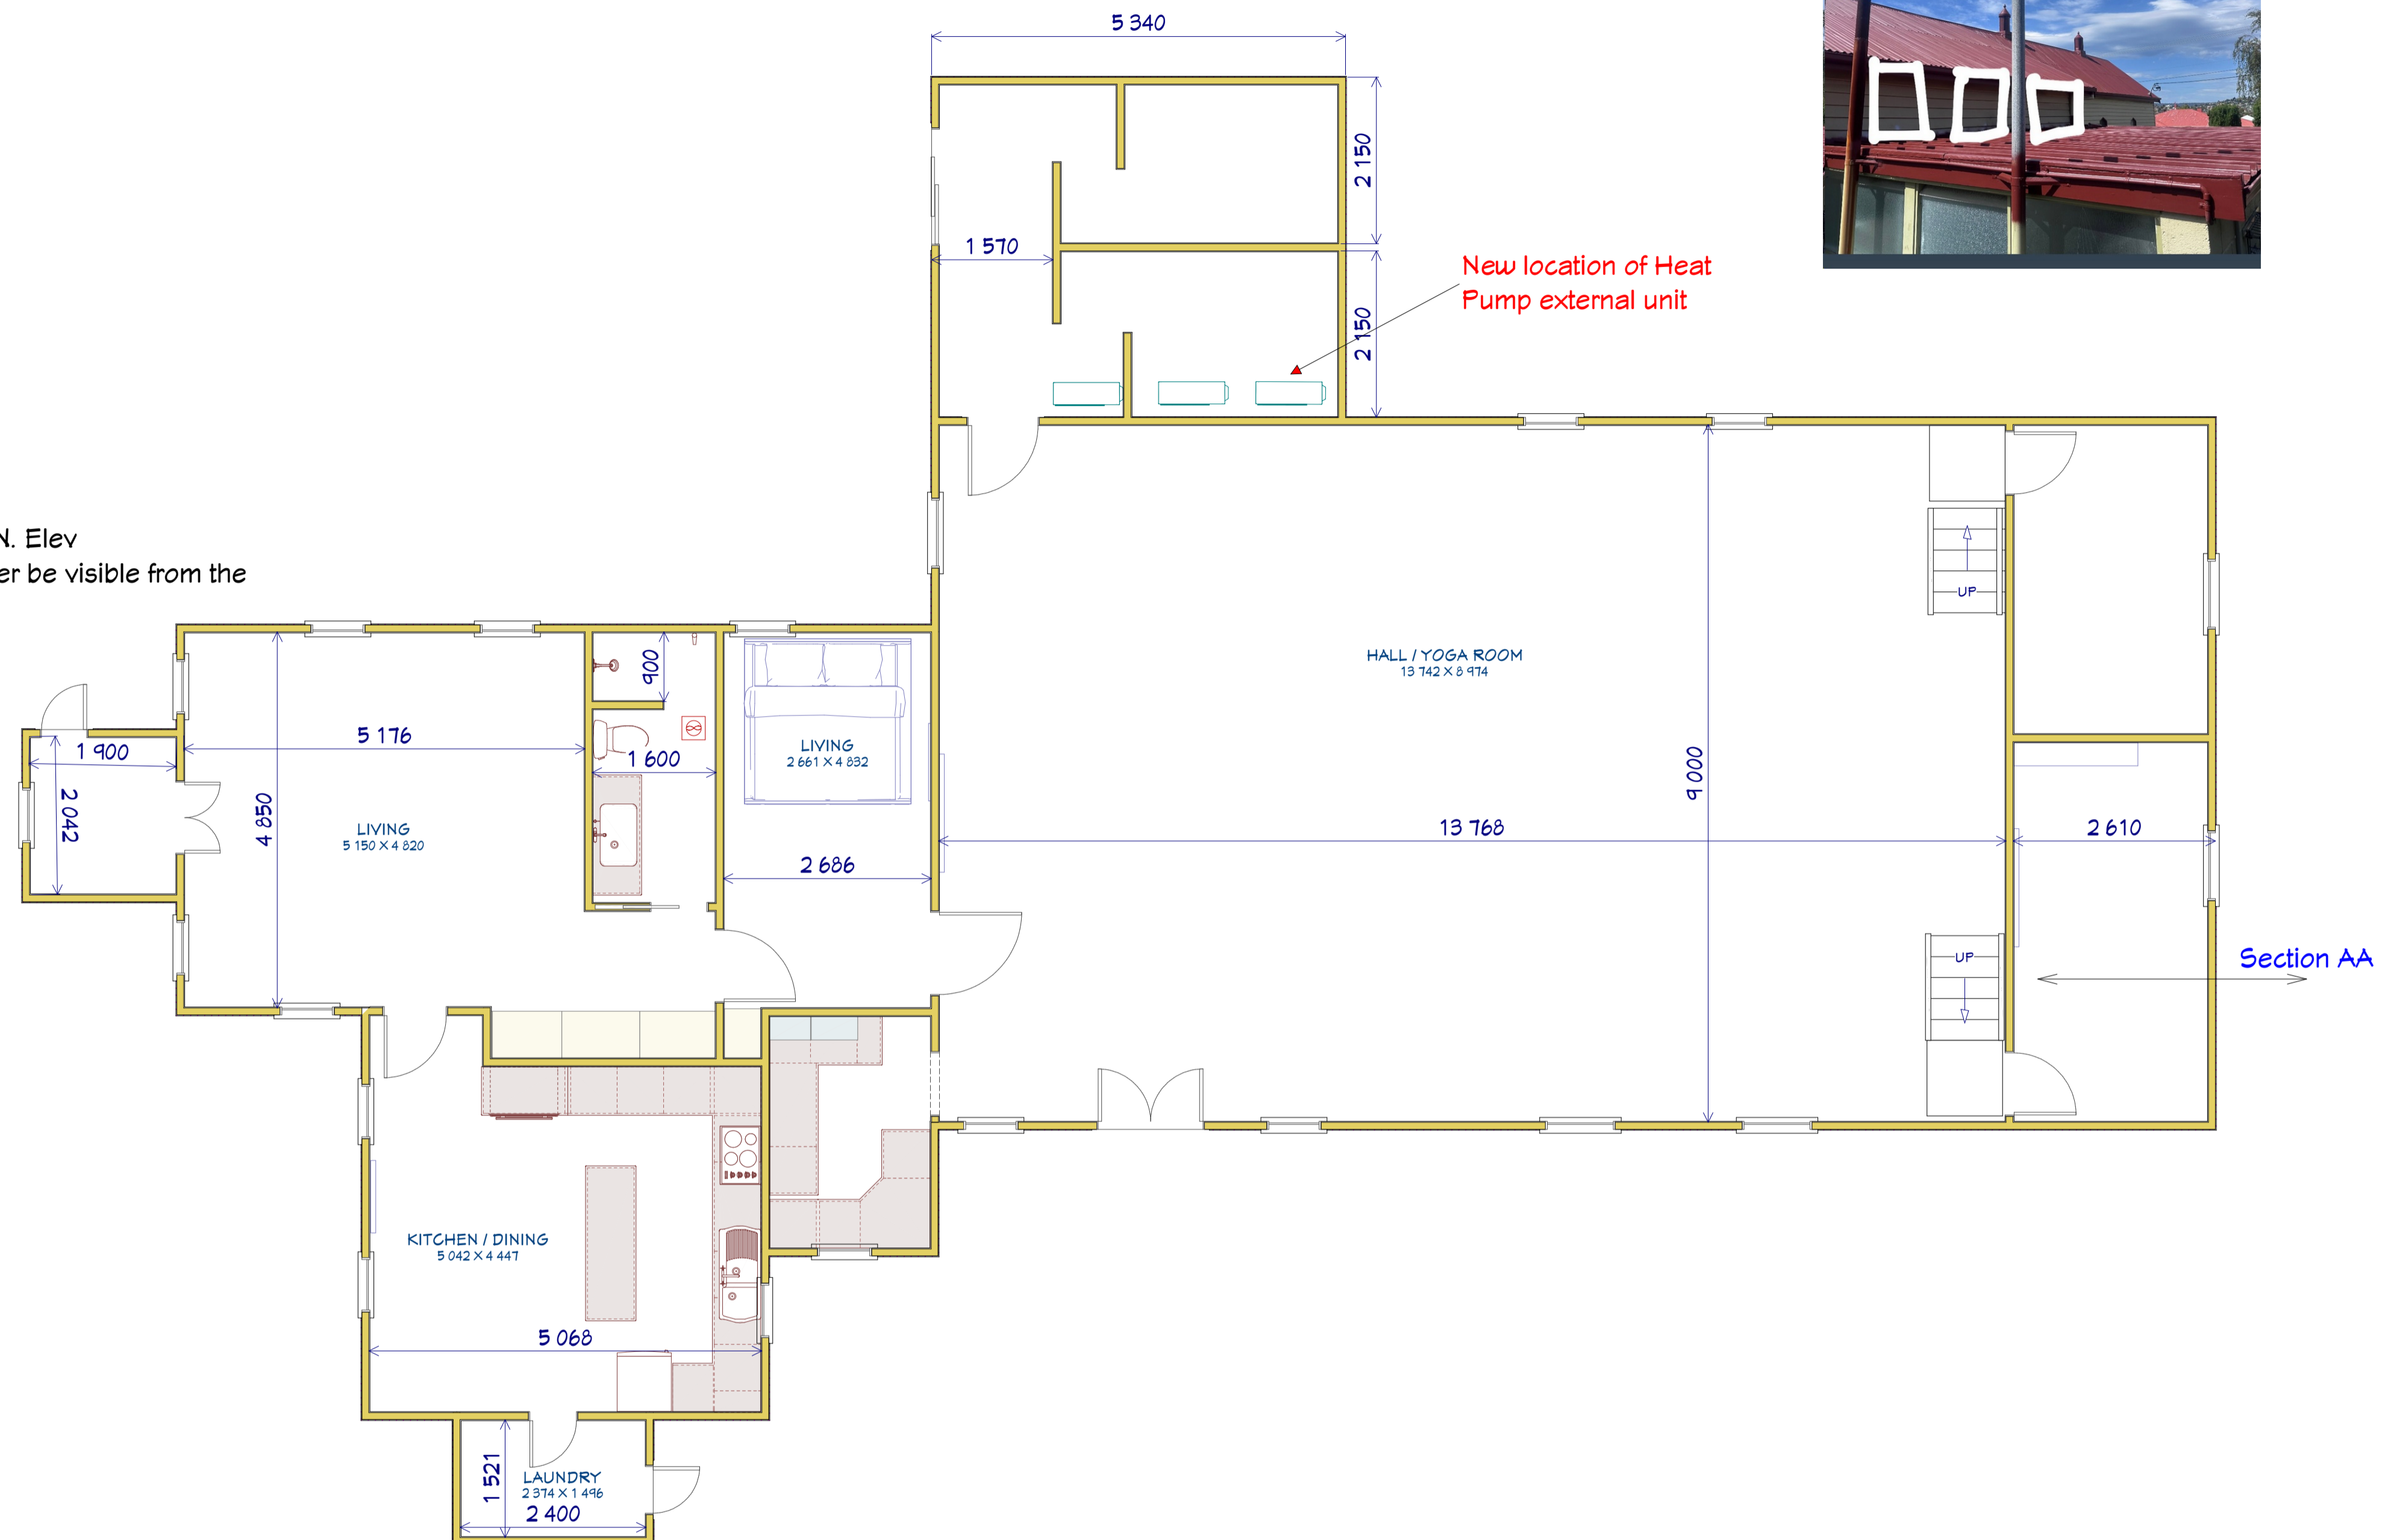 5 340
2 150
1 570
New location of Heat
Pump external unit
2 150
N. Elev
er be visible from the
UP
900
HALL / YOGA ROOM
13 742 X 8 974
5 176
1 900
LIVING
2 661 X 4 832
1 600
9 000
2 042
4 850
LIVING
5 150 X 4 820
13 768
2 610
2 686
UP
Section AA
KITCHEN / DINING
5 042 X 4 447
5 068
1 521
LAUNDRY
2 374 X 1 496
2 400